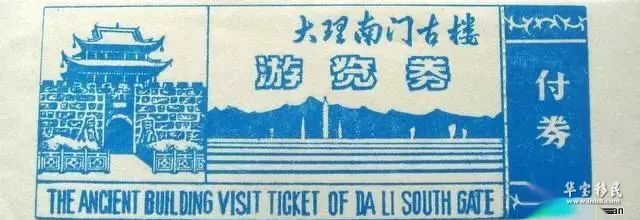 大理南门古楼
游览券
THE ANCIENT BUILDING VISIT TICKET OF DA LI SOUTH GATE
付券
华宝移民